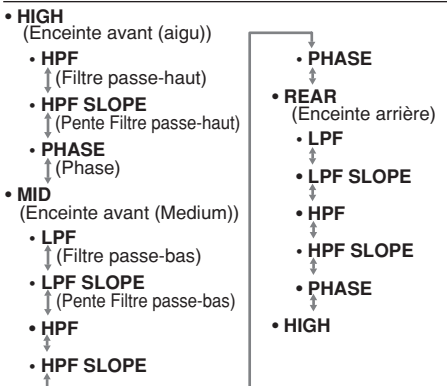 • HIGH
(Enceinte avant (aigu))
• HPF
(Filtre passe-haut)
• HPF SLOPE
(Pente Filtre passe-haut)
• PHASE
(Phase)
• MID
(Enceinte avant (Medium))
• LPF
(Filtre passe-bas)
• LPF SLOPE
(Pente Filtre passe-bas)
• HPF
• HPF SLOPE
• PHASE
• REAR
(Enceinte arrière)
• LPF
• LPF SLOPE
• HPF
• HPF SLOPE
• PHASE
• HIGH